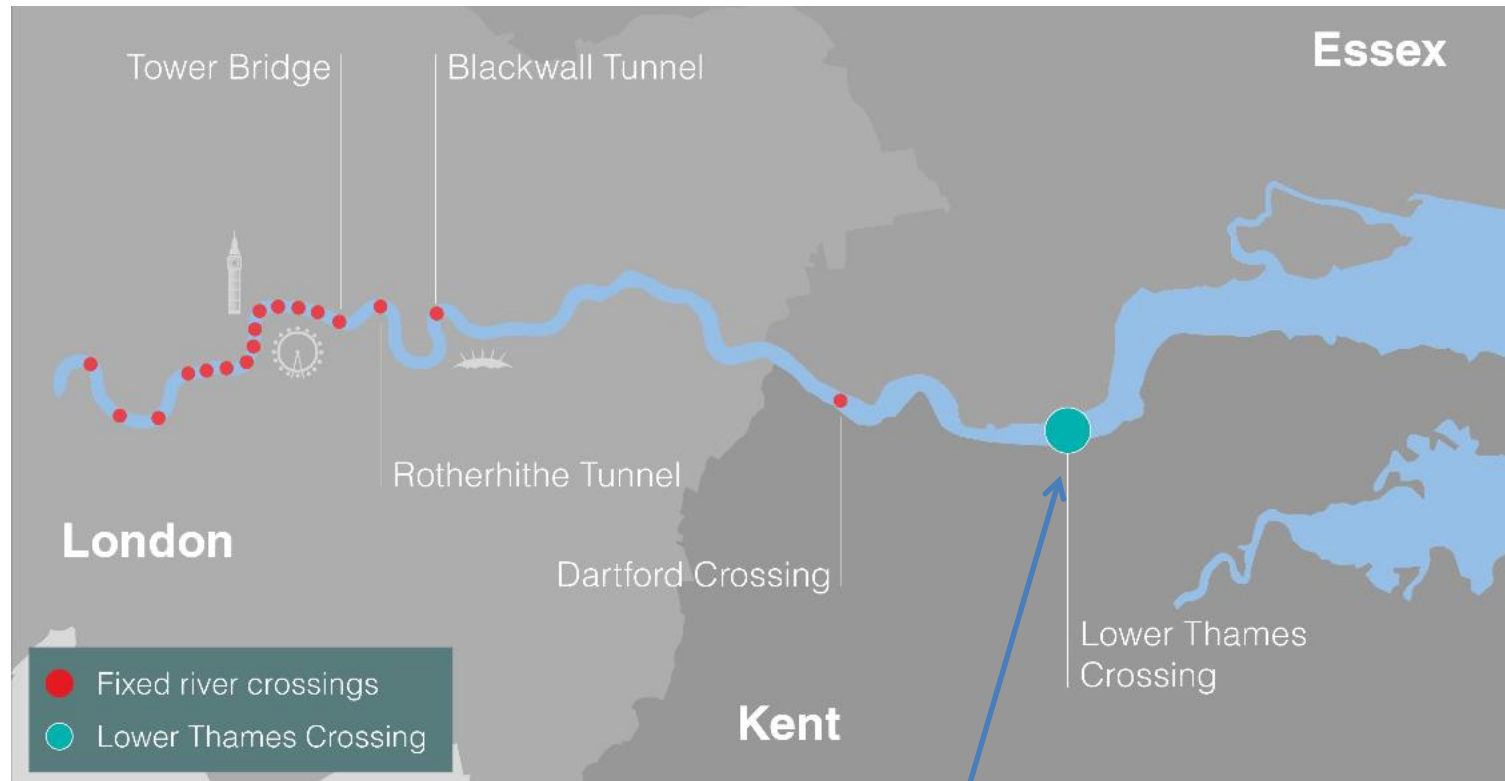 Essex
Tower Bridge
Blackwall Tunnel
Rotherhithe Tunnel
London
Dartford Crossing
Lower Thames
Crossing
Kent
Fixed river crossings
Lower Thames Crossing